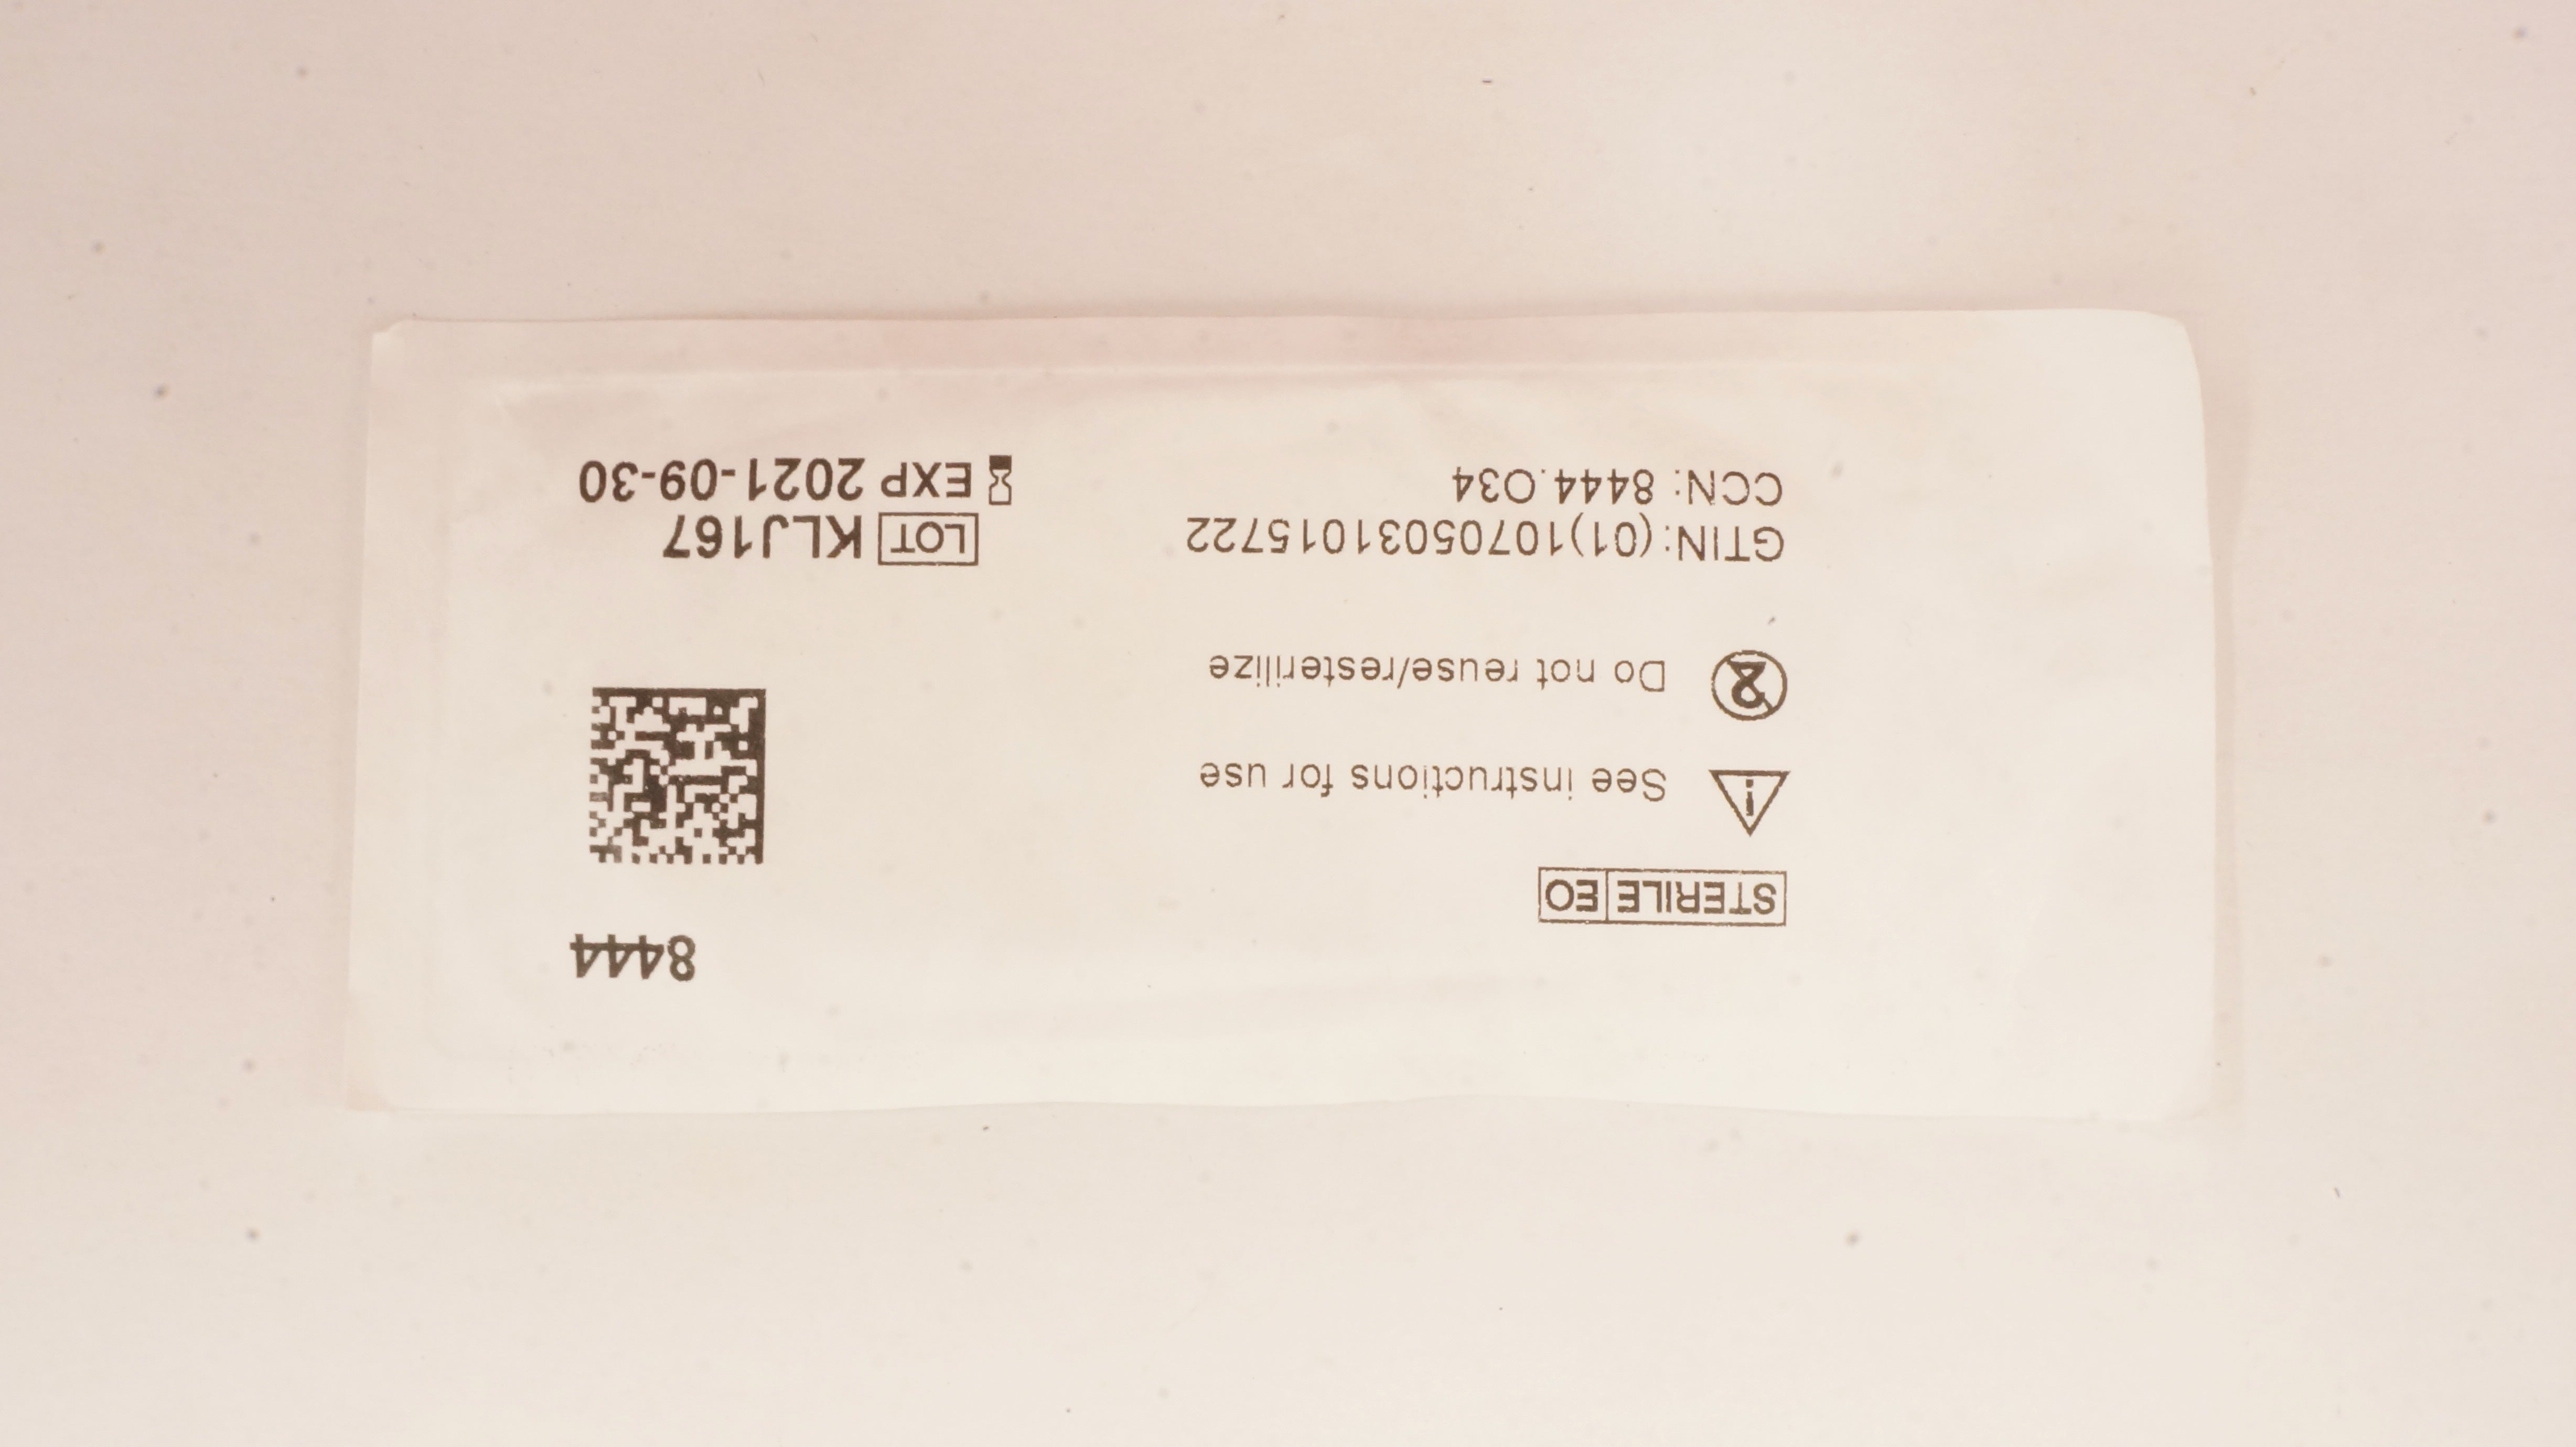 8444
STERILE EO
See instructions for use
Do not reuse/resterilize
GTIN: (01)10705031015722
CCN: 8444.O34
LOT KLJ167
EXP 2021-09-30